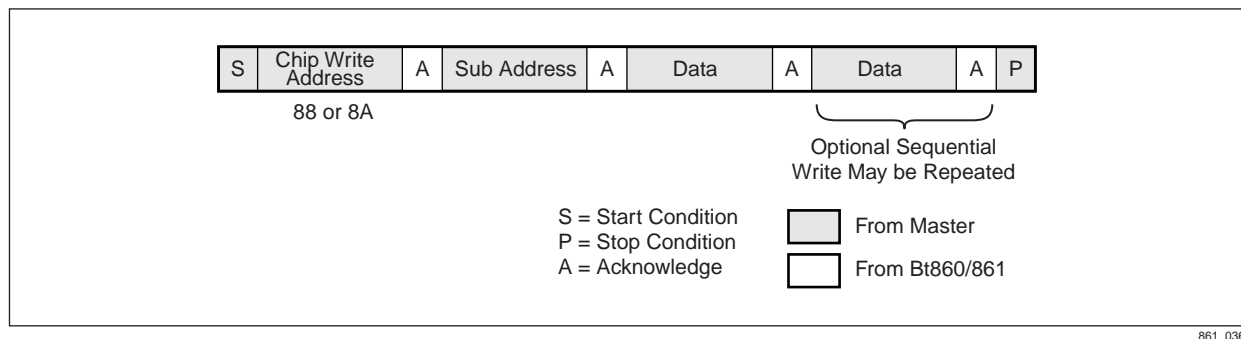 S Chip Write Address A Sub Address A Data A Data A P
88 or 8A
Optional Sequential
Write May be Repeated
S = Start Condition
P = Stop Condition
A = Acknowledge
From Master
From Bt860/861
861_036